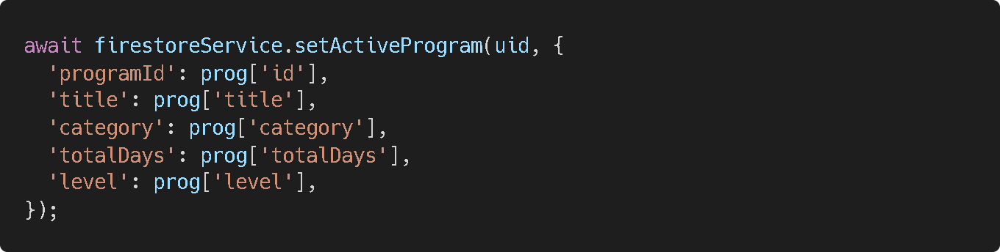 await firestoreService.setActiveProgram(uid, {
  'programId': prog['id'],
  'title': prog['title'],
  'category': prog['category'],
  'totalDays': prog['totalDays'],
  'level': prog['level'],
});